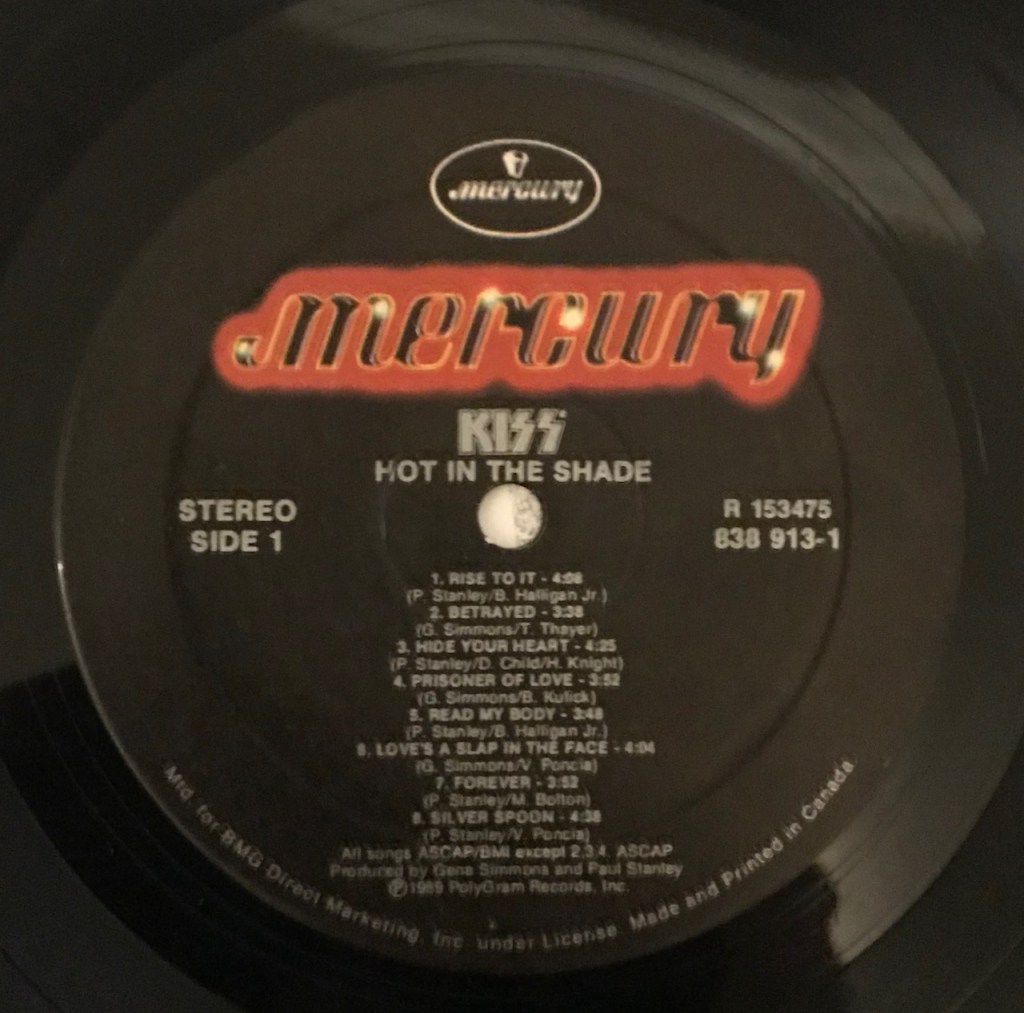 mercury
mercury
KISS
HOT IN THE SHADE
STEREO
SIDE 1
R 153475
838 913-1
1. RISE TO IT - 4:08
(P. Stanley/B. Halligan Jr.)
2. BETRAYED - 3:38
(G. Simmons/T. Thayer)
3. HIDE YOUR HEART - 4:25
(P. Stanley/D. Child/H. Knight)
4. PRISONER OF LOVE - 3:52
(G. Simmons/B. Kulick)
5. READ MY BODY - 3:48
(P. Stanley/B. Halligan Jr.)
6. LOVE'S A SLAP IN THE FACE - 4:04
(G. Simmons/V. Poncia)
7. FOREVER - 3:52
(P. Stanley/M. Bolton)
8. SILVER SPOON - 4:38
(P. Stanley/V. Poncia)
All songs ASCAP/BMI except 2,3,4, ASCAP
Produced by Gene Simmons and Paul Stanley
℗1989 PolyGram Records, Inc.
Mfd. for BMG Direct Marketing, Inc. under License. Made and Printed in Canada.